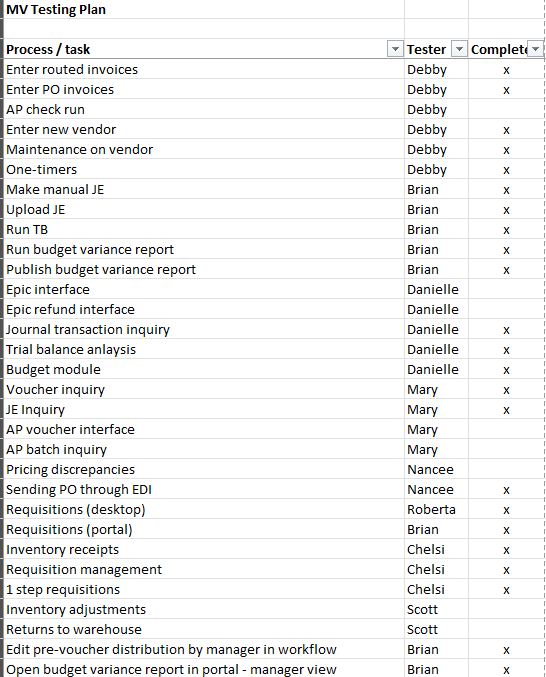 MV Testing Plan
Process / task Tester Complete
Enter routed invoices Debby x
Enter PO invoices Debby x
AP check run Debby
Enter new vendor Debby x
Maintenance on vendor Debby x
One-timers Debby x
Make manual JE Brian x
Upload JE Brian x
Run TB Brian x
Run budget variance report Brian x
Publish budget variance report Brian x
Epic interface Danielle
Epic refund interface Danielle
Journal transaction inquiry Danielle x
Trial balance anlaysis Danielle x
Budget module Danielle x
Voucher inquiry Mary x
JE Inquiry Mary x
AP voucher interface Mary
AP batch inquiry Mary
Pricing discrepancies Nancee
Sending PO through EDI Nancee x
Requisitions (desktop) Roberta x
Requisitions (portal) Brian x
Inventory receipts Chelsi x
Requisition management Chelsi x
1 step requisitions Chelsi x
Inventory adjustments Scott
Returns to warehouse Scott
Edit pre-voucher distribution by manager in workflow Brian x
Open budget variance report in portal - manager view Brian x